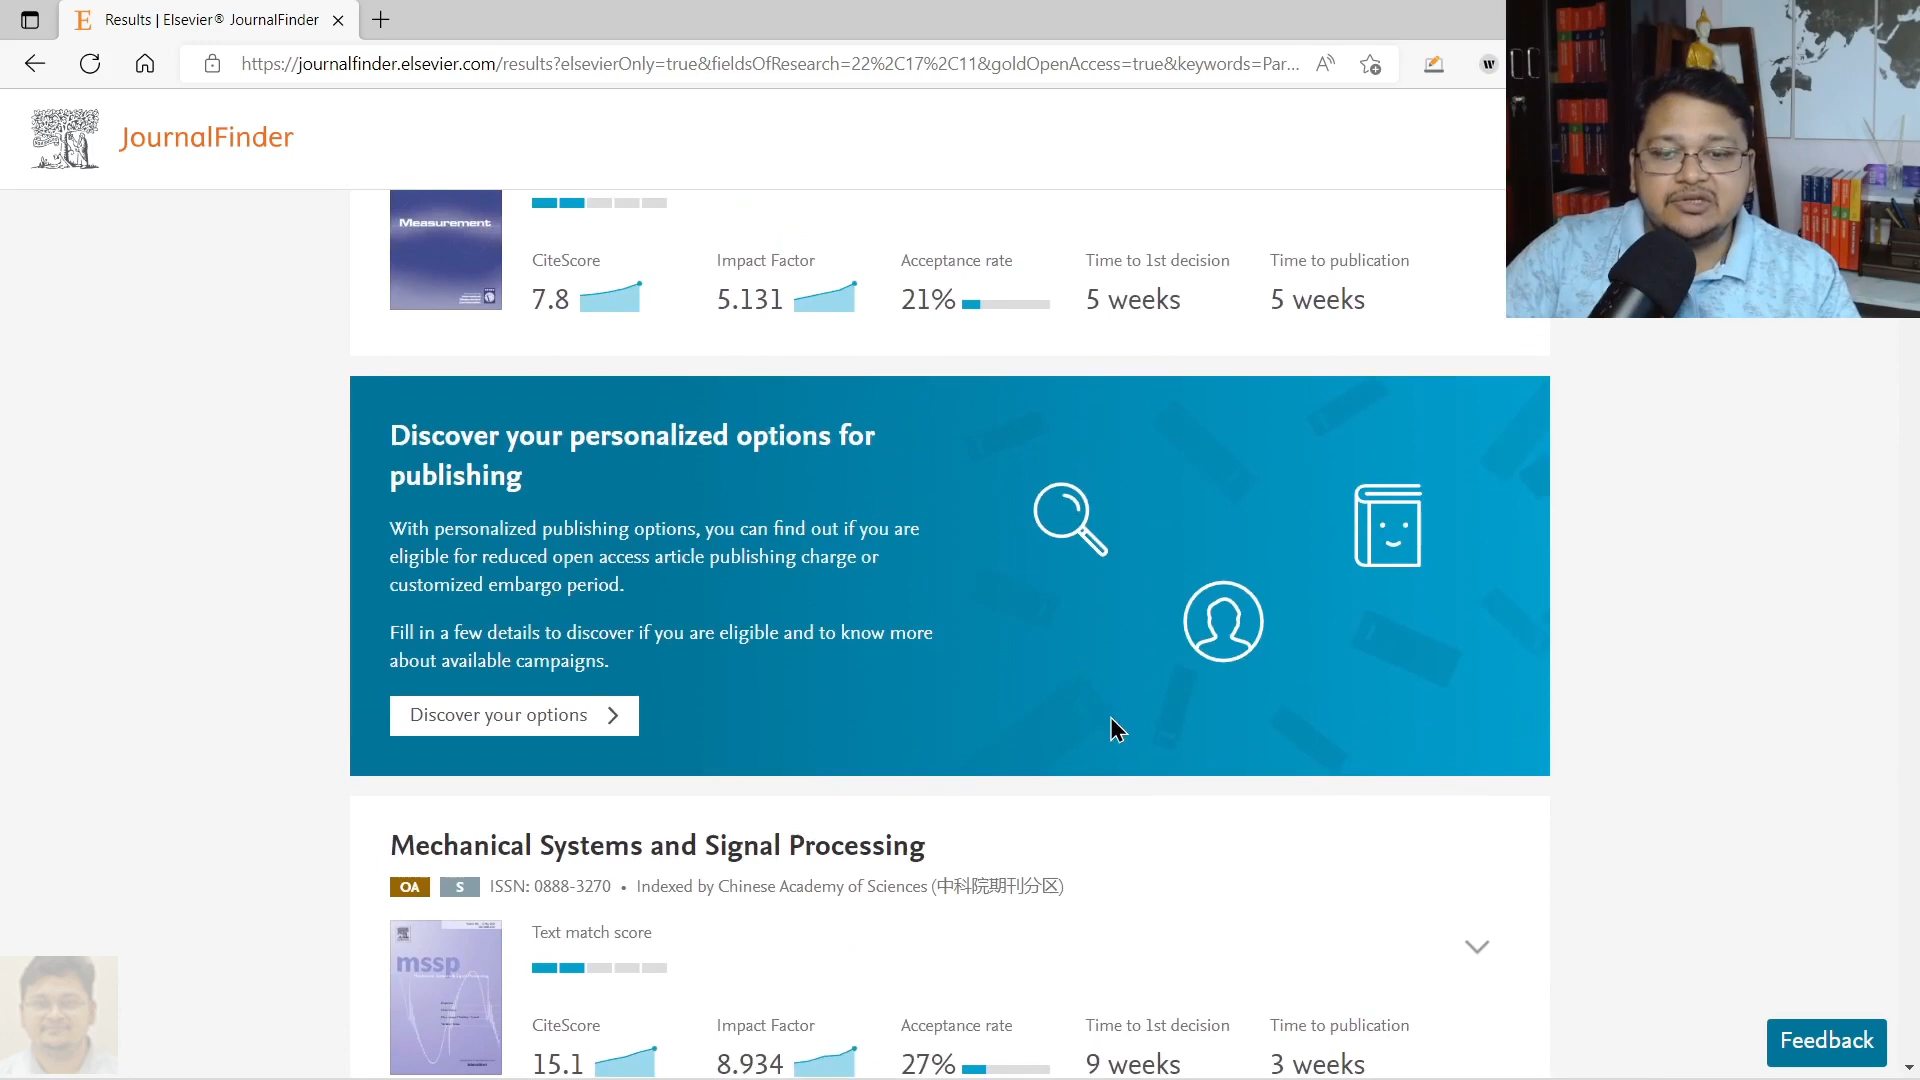 Results | Elsevier® JournalFinder
https://journalfinder.elsevier.com/results?elsevierOnly=true&fieldsOfResearch=22%2C17%2C11&goldOpenAccess=true&keywords=Par...
W
JournalFinder
Measurement
CiteScore
7.8
Impact Factor
5.131
Acceptance rate
21%
Time to 1st decision
5 weeks
Time to publication
5 weeks
Discover your personalized options for
publishing
With personalized publishing options, you can find out if you are
eligible for reduced open access article publishing charge or
customized embargo period.
Fill in a few details to discover if you are eligible and to know more
about available campaigns.
Discover your options
Mechanical Systems and Signal Processing
OA S ISSN: 0888-3270 • Indexed by Chinese Academy of Sciences (中科院期刊分区)
mssp
Text match score
CiteScore
15.1
Impact Factor
8.934
Acceptance rate
27%
Time to 1st decision
9 weeks
Time to publication
3 weeks
Feedback